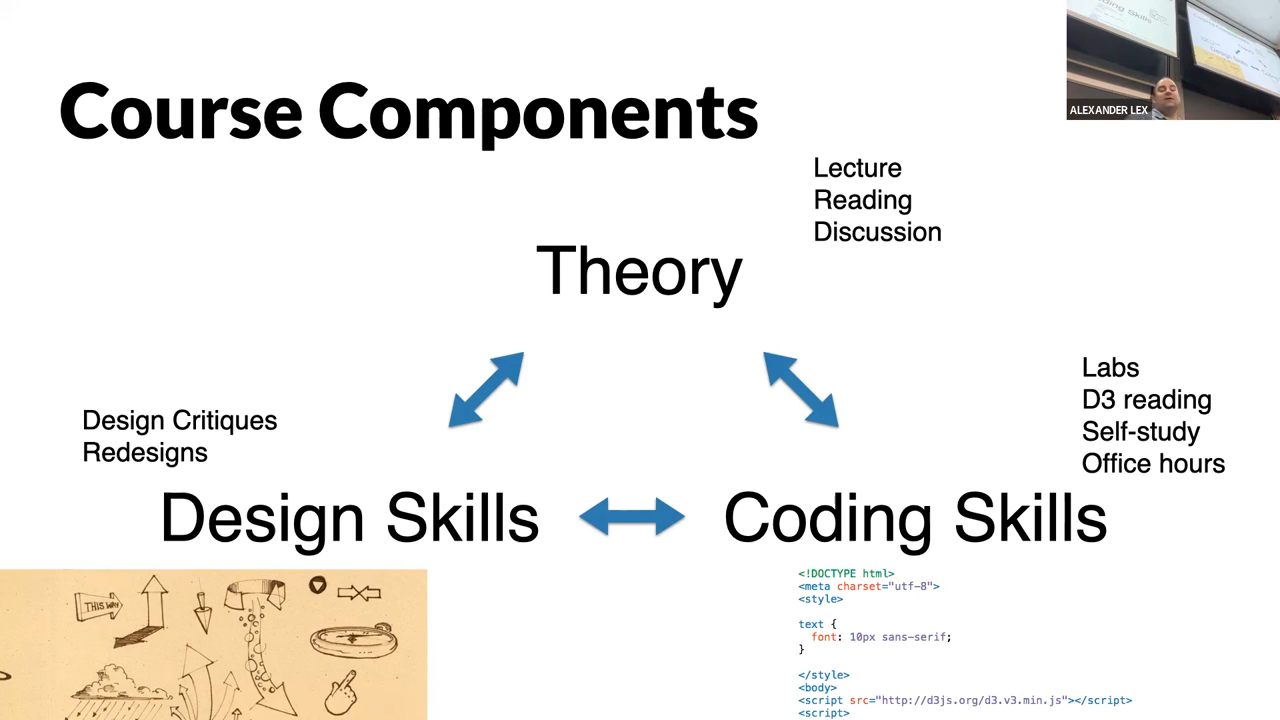 Course Components
ALEXANDER LEX
Lecture
Reading
Discussion
Theory
Labs
D3 reading
Self-study
Office hours
Design Critiques
Redesigns
Design Skills
Coding Skills
THIS WAY
<!DOCTYPE html>
<meta charset="utf-8">
<style>
text {
font: 10px sans-serif;
}
</style>
<body>
<script src="http://d3js.org/d3.v3.min.js"></script>
<script>